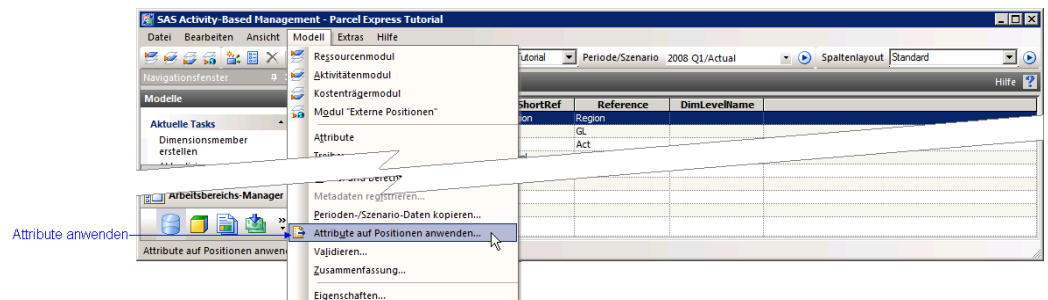 SAS Activity-Based Management - Parcel Express Tutorial
Datei Bearbeiten Ansicht Modell Extras Hilfe
Tutorial Periode/Szenario 2008 Q1/Actual Spaltenlayout Standard
Navigationsfenster
Hilfe
Modelle
Aktuelle Tasks
Dimensionsmember
erstellen
Arbeitsbereichs-Manager
Attribute auf Positionen anwen
Ressourcenmodul
Aktivitätenmodul
Kostenträgermodul
Modul "Externe Positionen"
Attribute
Metadaten registrieren...
Perioden-/Szenario-Daten kopieren...
Attribute auf Positionen anwenden...
Validieren...
Zusammenfassung...
Eigenschaften...
ShortRef Reference DimLevelName
Region
GL
Act
Attribute anwenden